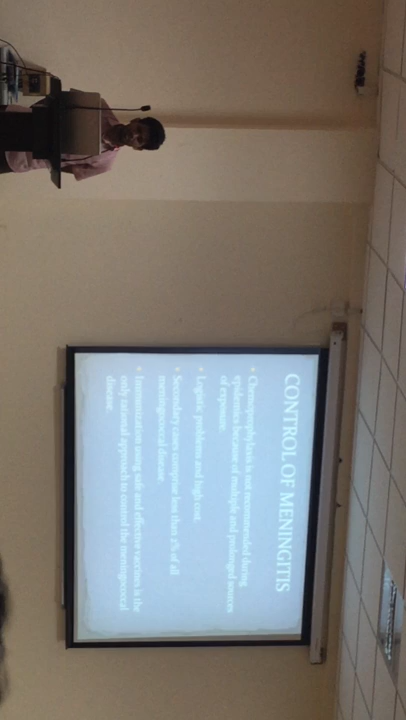 CONTROL OF MENINGITIS
Chemoprophylaxis is not recommended during
epidemics because of multiple and prolonged sources
of exposure.
Logistic problems and high cost.
Secondary cases comprise less than 2% of all
meningococcal disease.
Immunization using safe and effective vaccines is the
only rational approach to control the meningococcal
disease.